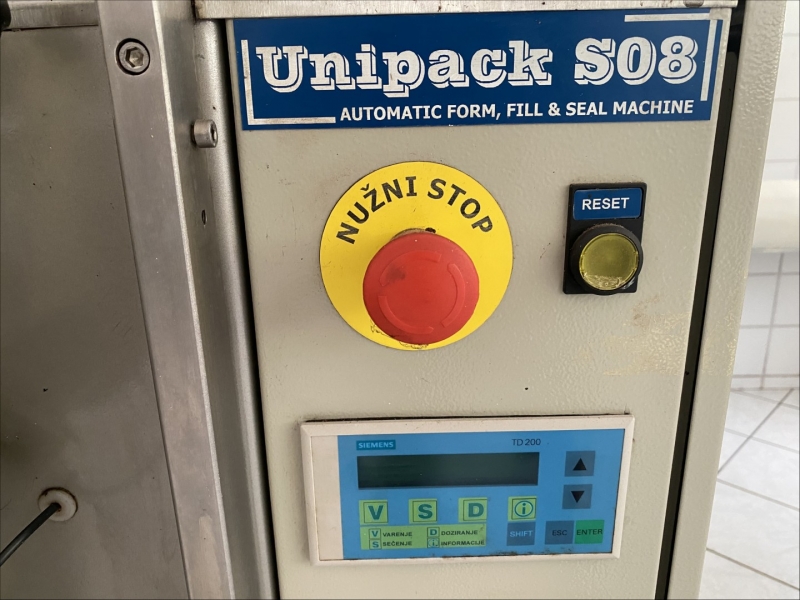 Unipack S08
AUTOMATIC FORM, FILL & SEAL MACHINE
NUŽNI STOP
RESET
SIEMENS
TD 200
V S D i
V VARENJE D DOZIRANJE
S SEČENJE i INFORMACIJE
SHIFT ESC ENTER